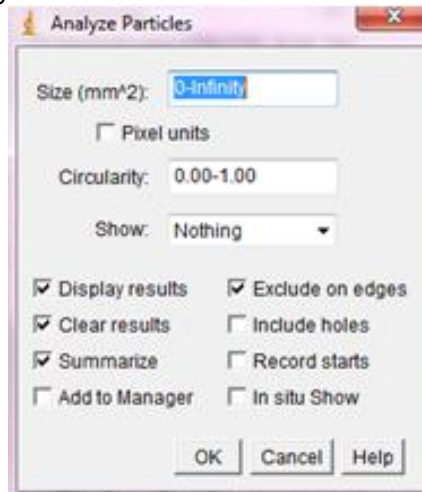 Analyze Particles
Size (mm^2): 0-Infinity
Pixel units
Circularity: 0.00-1.00
Show: Nothing
Display results Exclude on edges
Clear results Include holes
Summarize Record starts
Add to Manager In situ Show
OK Cancel Help